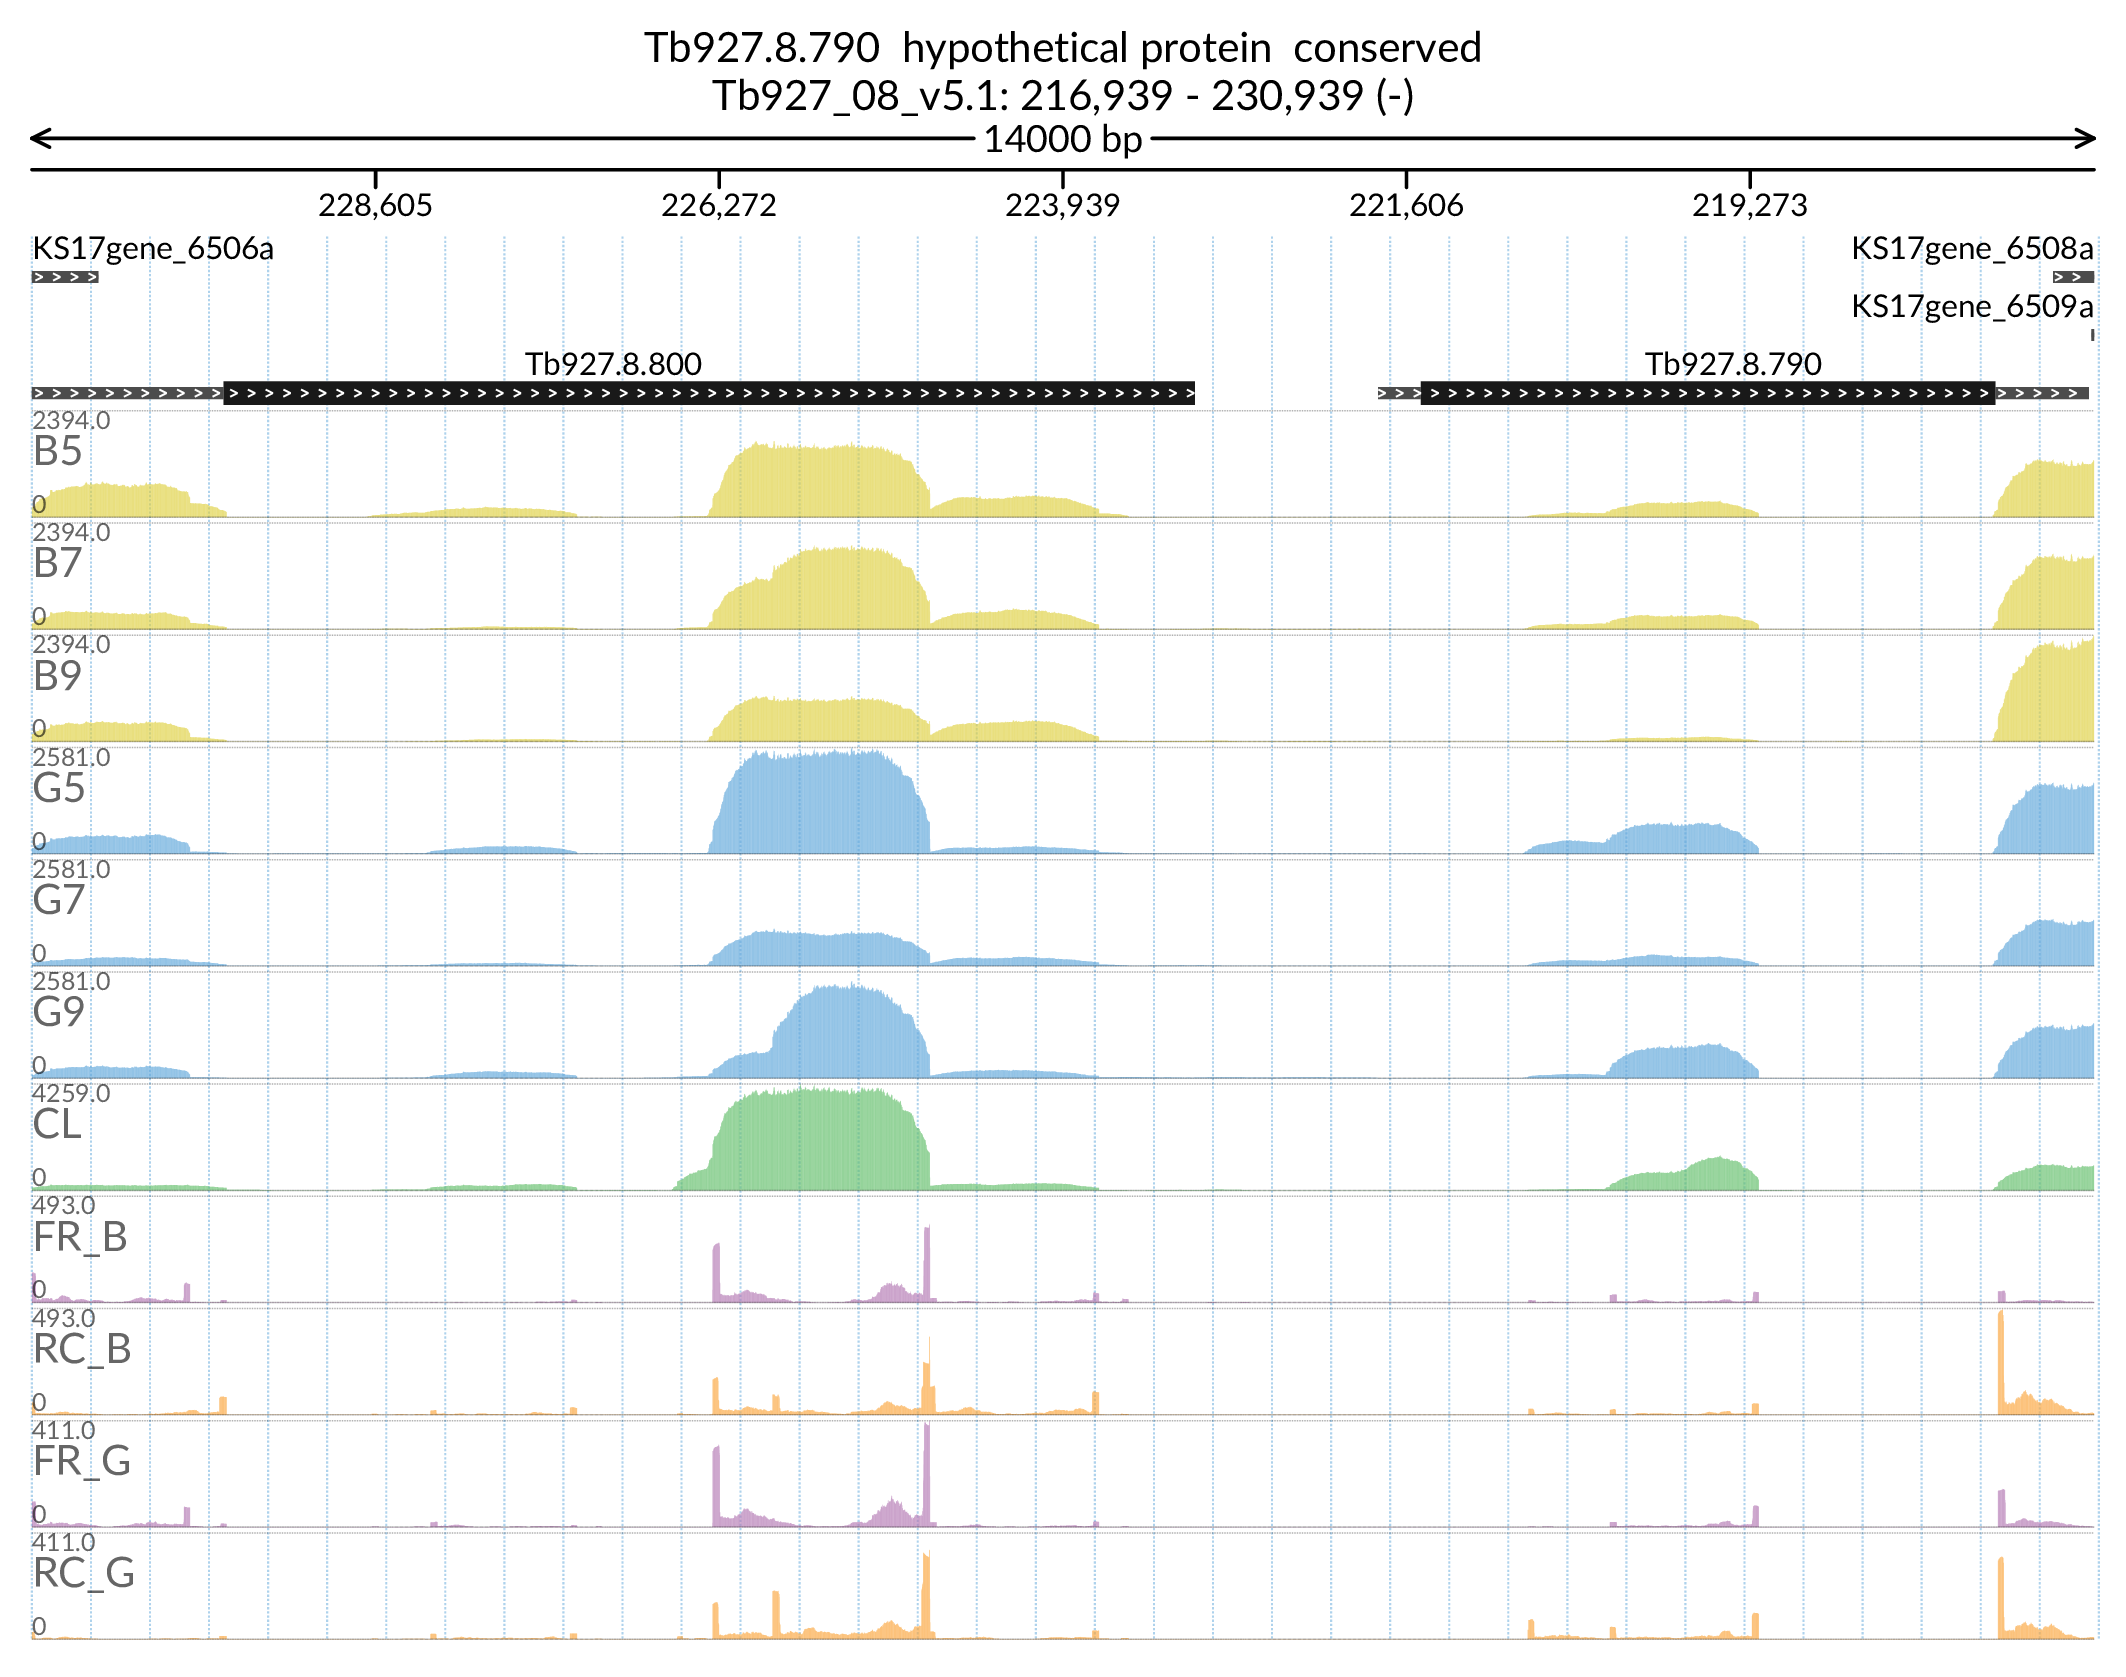 Tb927.8.790  hypothetical protein  conserved
Tb927_08_v5.1: 216,939 - 230,939 (-)
14000 bp
228,605 226,272 223,939 221,606 219,273
KS17gene_6506a KS17gene_6508a
KS17gene_6509a
Tb927.8.800 Tb927.8.790
2394.0
B5
0
2394.0
B7
0
2394.0
B9
0
2581.0
G5
0
2581.0
G7
0
2581.0
G9
0
4259.0
CL
0
493.0
FR_B
0
493.0
RC_B
0
411.0
FR_G
0
411.0
RC_G
0